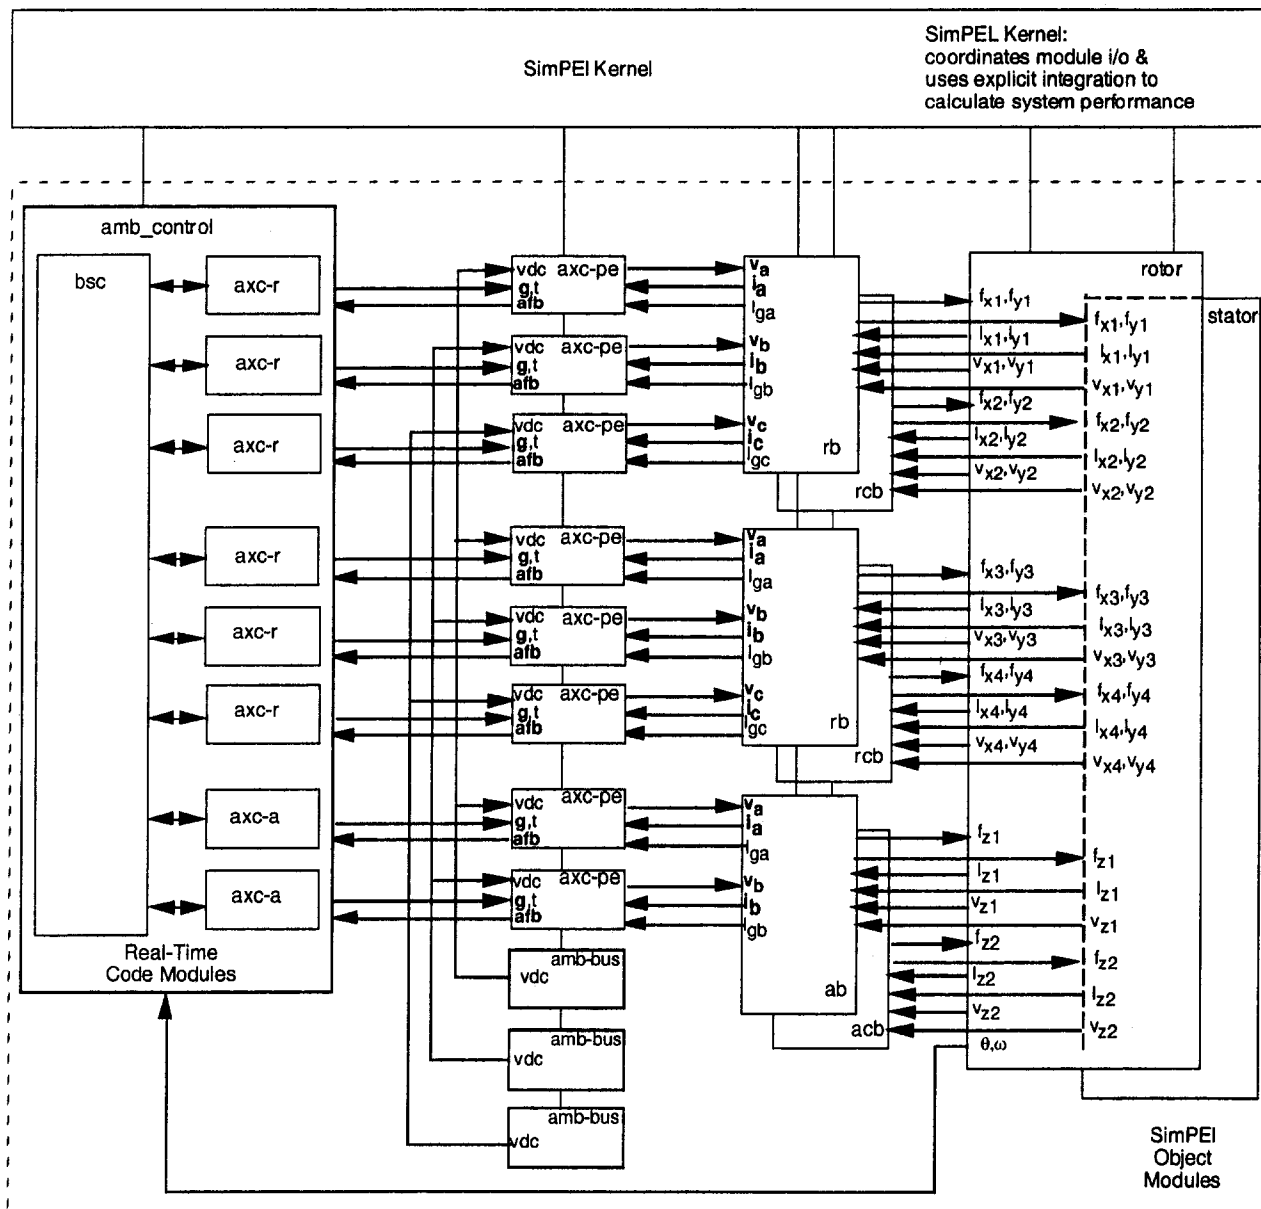 SimPEI Kernel
SimPEL Kernel:
coordinates module i/o &
uses explicit integration to
calculate system performance
amb_control
bsc
axc-r
axc-r
axc-r
axc-r
axc-r
axc-r
axc-a
axc-a
Real-Time
Code Modules
vdc axc-pe
g,t
afb
vdc axc-pe
g,t
afb
vdc axc-pe
g,t
afb
vdc axc-pe
g,t
afb
vdc axc-pe
g,t
afb
vdc axc-pe
g,t
afb
vdc axc-pe
g,t
afb
vdc axc-pe
g,t
afb
amb-bus
vdc
amb-bus
vdc
amb-bus
vdc
va
ia
Iga
vb
ib
Igb
vc
ic
Igc
rb
rcb
va
ia
Iga
vb
ib
Igb
vc
ic
Igc
rb
rcb
va
ia
Iga
vb
ib
Igb
ab
acb
rotor
fx1,fy1
Ix1,Iy1
vx1,vy1
fx2,fy2
Ix2,Iy2
vx2,vy2
fx3,fy3
Ix3,Iy3
vx3,vy3
fx4,fy4
Ix4,Iy4
vx4,vy4
fz1
Iz1
vz1
fz2
Iz2
vz2
θ,ω
stator
fx1,fy1
Ix1,Iy1
vx1,vy1
fx2,fy2
Ix2,Iy2
vx2,vy2
fx3,fy3
Ix3,Iy3
vx3,vy3
fx4,fy4
Ix4,Iy4
vx4,vy4
fz1
Iz1
vz1
fz2
Iz2
vz2
SimPEI
Object
Modules